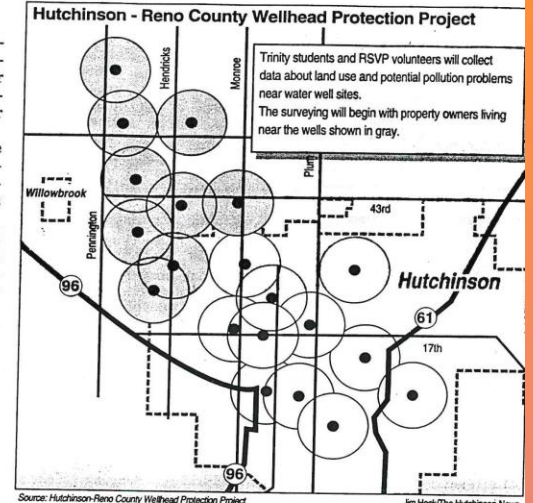 Hutchinson - Reno County Wellhead Protection Project
Trinity students and RSVP volunteers will collect
data about land use and potential pollution problems
near water well sites.
The surveying will begin with property owners living
near the wells shown in gray.
Hendricks
Monroe
Plum
Willowbrook
43rd
Pennington
96
Hutchinson
61
17th
96
Source: Hutchinson-Reno County Wellhead Protection Project
Jim Heck/The Hutchinson News